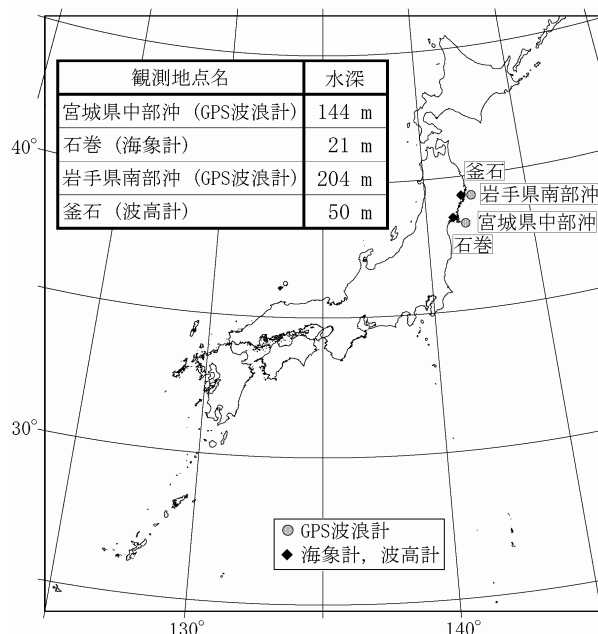 観測地点名 水深
宮城県中部沖 (GPS波浪計) 144 m
石巻 (海象計) 21 m
岩手県南部沖 (GPS波浪計) 204 m
釜石 (波高計) 50 m
40°
釜石
岩手県南部沖
宮城県中部沖
石巻
30°
GPS波浪計
海象計，波高計
130° 140°